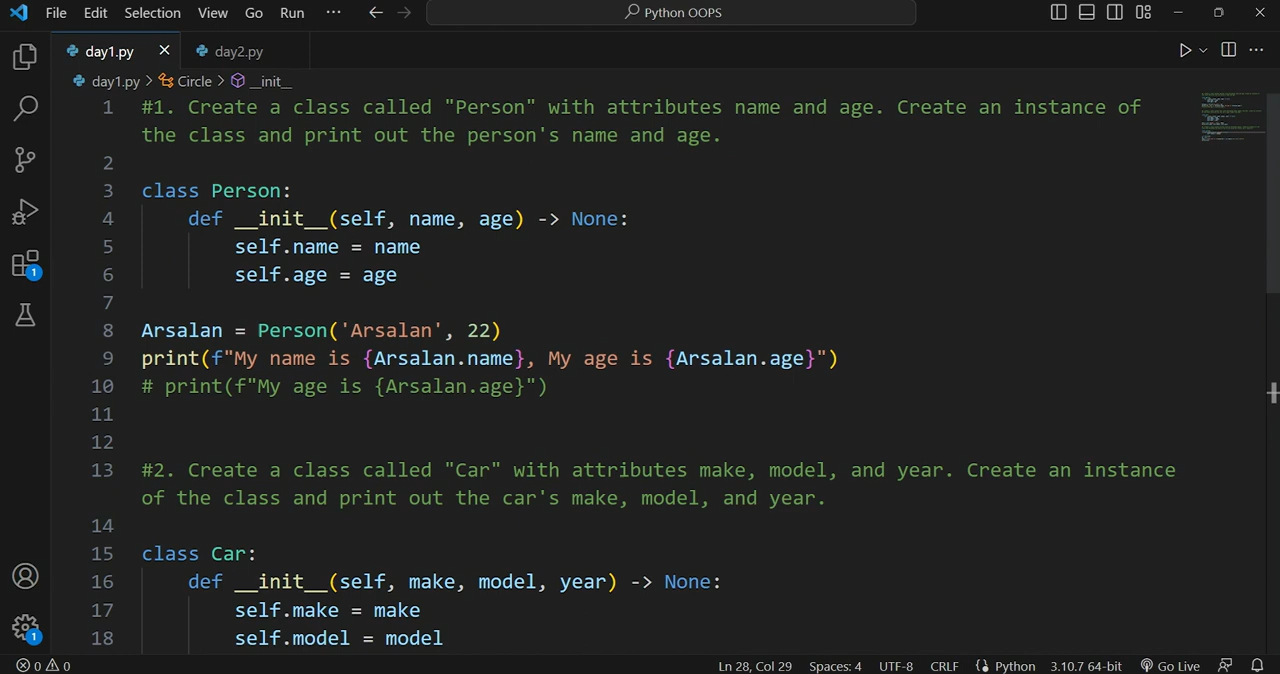 File Edit Selection View Go Run ··· Python OOPS
day1.py day2.py
day1.py > Circle > __init__
1 #1. Create a class called "Person" with attributes name and age. Create an instance of
the class and print out the person's name and age.
2
3 class Person:
4 def __init__(self, name, age) -> None:
5 self.name = name
6 self.age = age
7
8 Arsalan = Person('Arsalan', 22)
9 print(f"My name is {Arsalan.name}, My age is {Arsalan.age}")
10 # print(f"My age is {Arsalan.age}")
11
12
13 #2. Create a class called "Car" with attributes make, model, and year. Create an instance
of the class and print out the car's make, model, and year.
14
15 class Car:
16 def __init__(self, make, model, year) -> None:
17 self.make = make
18 self.model = model
1
1
0 0 Ln 28, Col 29 Spaces: 4 UTF-8 CRLF Python 3.10.7 64-bit Go Live